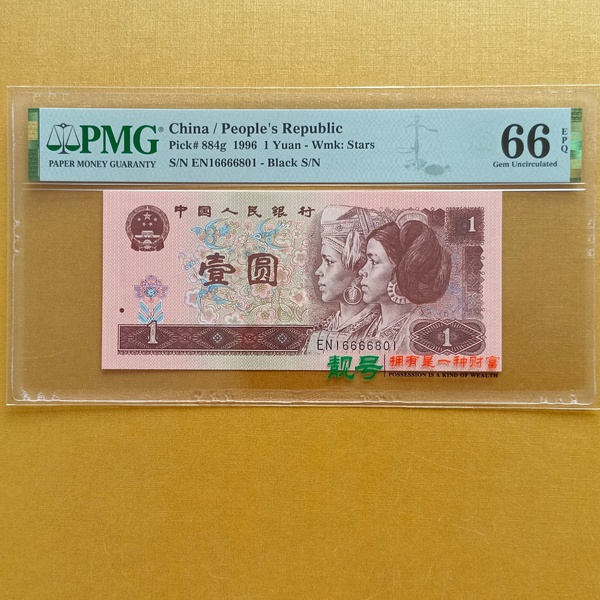 PMG®
PAPER MONEY GUARANTY
China / People's Republic
Pick# 884g 1996 1 Yuan - Wmk: Stars
S/N EN16666801 - Black S/N
66 EPQ
Gem Uncirculated
中國人民銀行
壹圆
1
1
1
EN16666801
靓号
拥有是一种财富
POSSESSION IS A KIND OF WEALTH